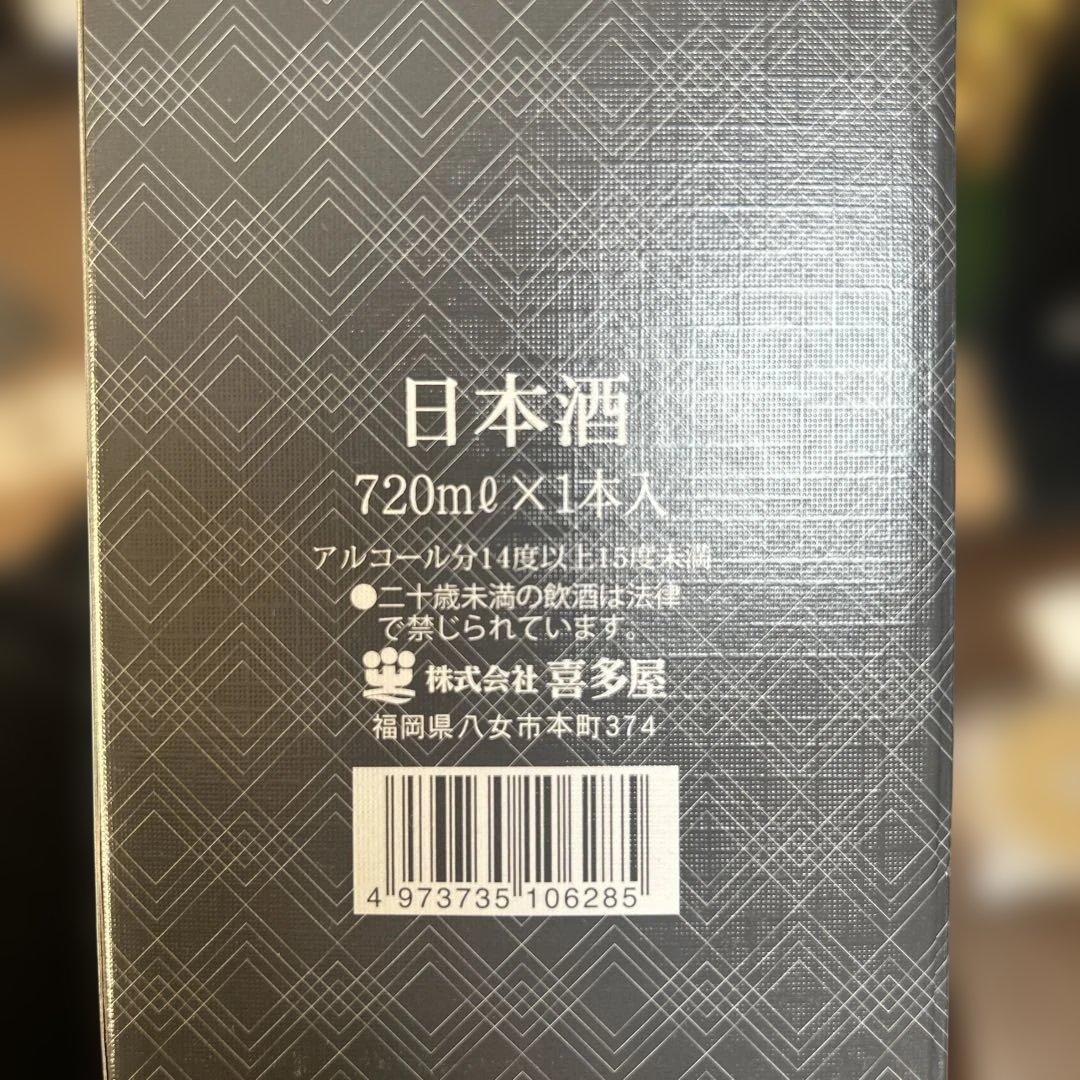 日本酒
720mℓ×1本入
アルコール分14度以上15度未満
●二十歳未満の飲酒は法律
で禁じられています。
株式会社 喜多屋
福岡県八女市本町374
4 973735 106285